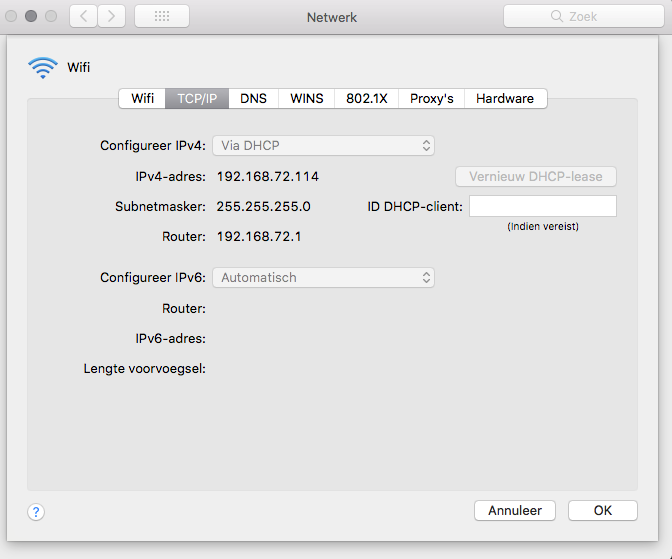 Netwerk
Zoek
Wifi
Wifi TCP/IP DNS WINS 802.1X Proxy's Hardware
Configureer IPv4: Via DHCP
IPv4-adres: 192.168.72.114 Vernieuw DHCP-lease
Subnetmasker: 255.255.255.0 ID DHCP-client:
(Indien vereist)
Router: 192.168.72.1
Configureer IPv6: Automatisch
Router:
IPv6-adres:
Lengte voorvoegsel:
? Annuleer OK